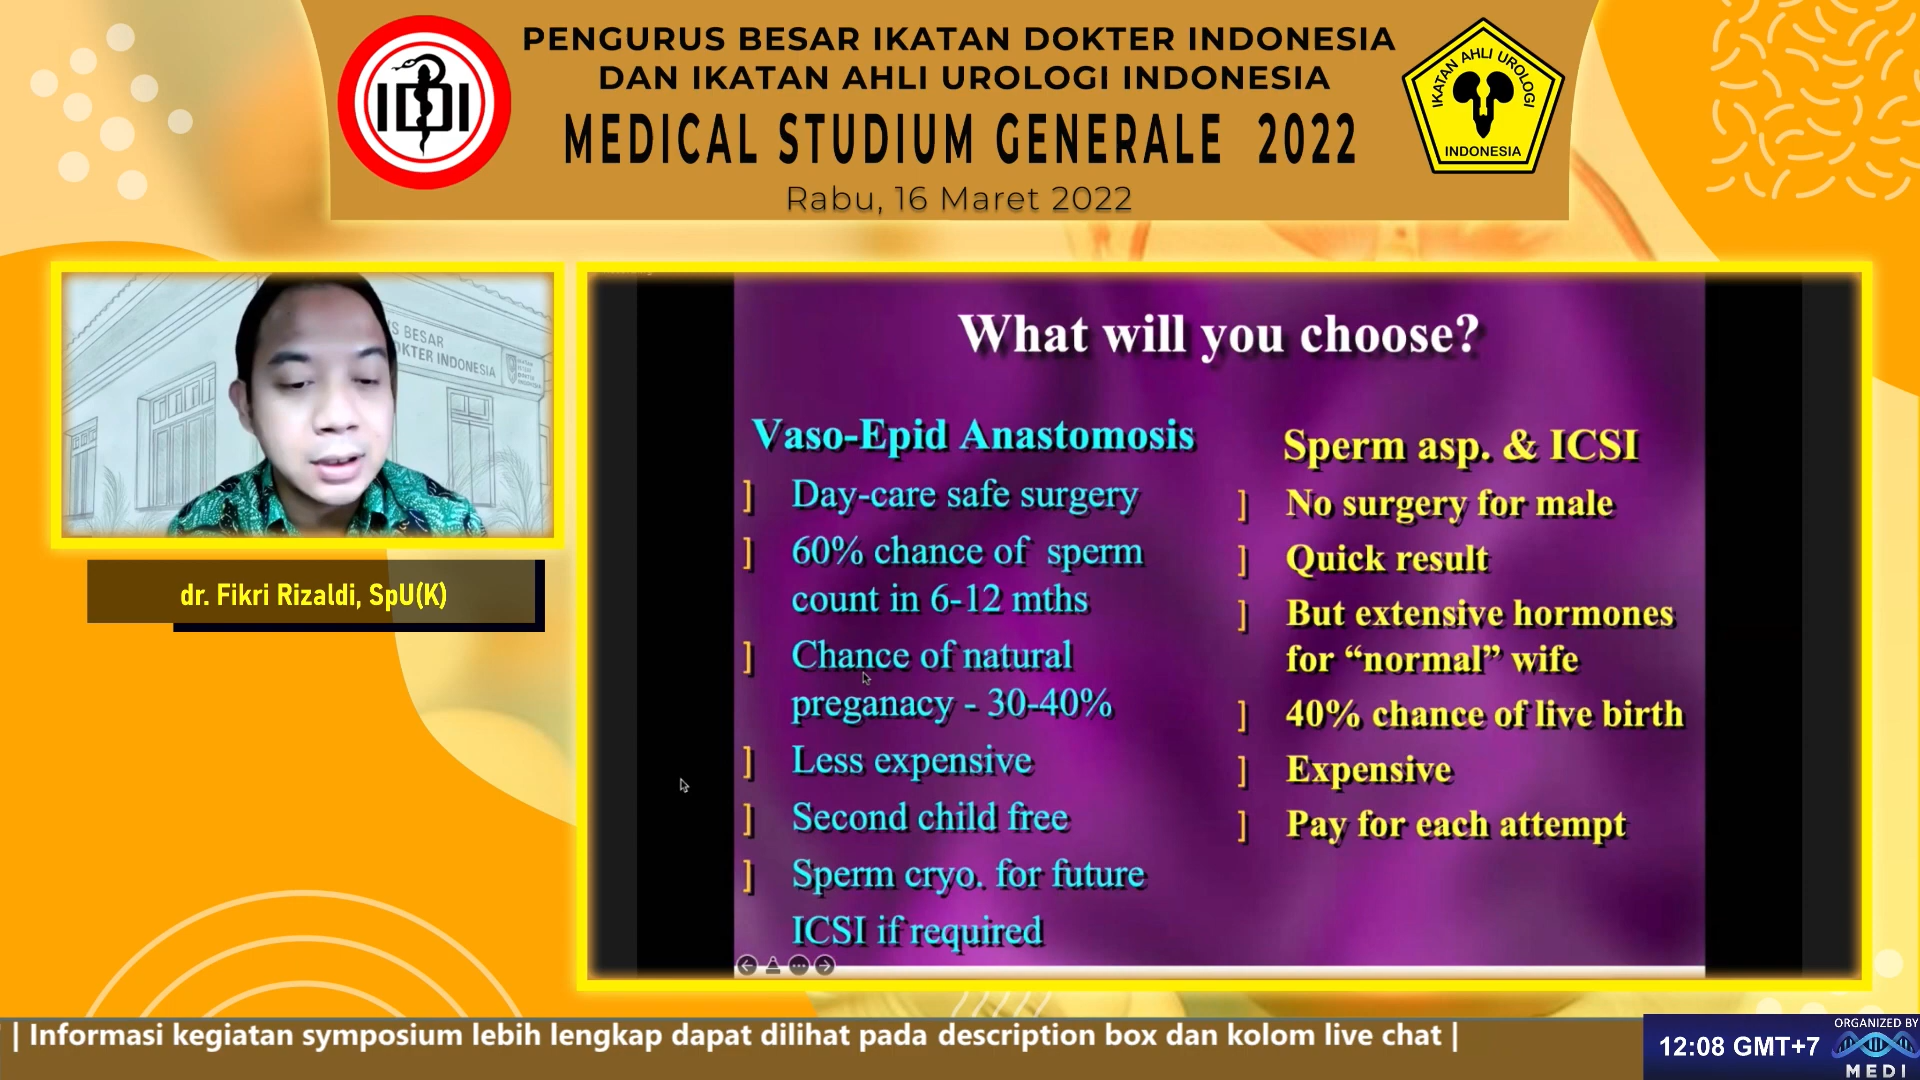 PENGURUS BESAR IKATAN DOKTER INDONESIA
DAN IKATAN AHLI UROLOGI INDONESIA
MEDICAL STUDIUM GENERALE 2022
Rabu, 16 Maret 2022
IDI
IKATAN AHLI UROLOGI
INDONESIA
S BESAR
OKTER INDONESIA
dr. Fikri Rizaldi, SpU(K)
What will you choose?
Vaso-Epid Anastomosis
] Day-care safe surgery
] 60% chance of sperm
count in 6-12 mths
] Chance of natural
preganacy - 30-40%
] Less expensive
] Second child free
] Sperm cryo. for future
ICSI if required
Sperm asp. & ICSI
] No surgery for male
] Quick result
] But extensive hormones
for “normal” wife
] 40% chance of live birth
] Expensive
] Pay for each attempt
| Informasi kegiatan symposium lebih lengkap dapat dilihat pada description box dan kolom live chat |
12:08 GMT+7
ORGANIZED BY
MEDI